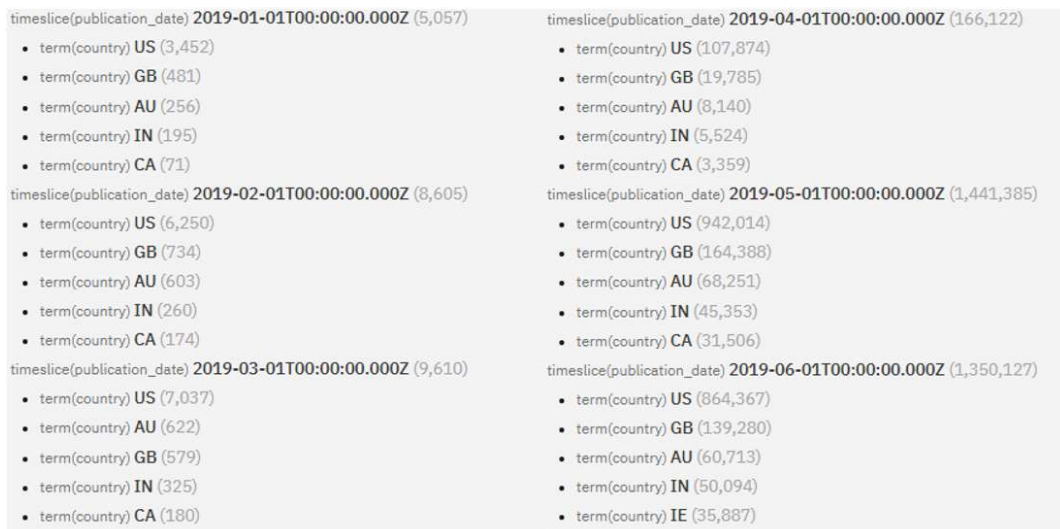 timeslice(publication_date) 2019-01-01T00:00:00.000Z (5,057)
• term(country) US (3,452)
• term(country) GB (481)
• term(country) AU (256)
• term(country) IN (195)
• term(country) CA (71)
timeslice(publication_date) 2019-02-01T00:00:00.000Z (8,605)
• term(country) US (6,250)
• term(country) GB (734)
• term(country) AU (603)
• term(country) IN (260)
• term(country) CA (174)
timeslice(publication_date) 2019-03-01T00:00:00.000Z (9,610)
• term(country) US (7,037)
• term(country) AU (622)
• term(country) GB (579)
• term(country) IN (325)
• term(country) CA (180)
timeslice(publication_date) 2019-04-01T00:00:00.000Z (166,122)
• term(country) US (107,874)
• term(country) GB (19,785)
• term(country) AU (8,140)
• term(country) IN (5,524)
• term(country) CA (3,359)
timeslice(publication_date) 2019-05-01T00:00:00.000Z (1,441,385)
• term(country) US (942,014)
• term(country) GB (164,388)
• term(country) AU (68,251)
• term(country) IN (45,353)
• term(country) CA (31,506)
timeslice(publication_date) 2019-06-01T00:00:00.000Z (1,350,127)
• term(country) US (864,367)
• term(country) GB (139,280)
• term(country) AU (60,713)
• term(country) IN (50,094)
• term(country) IE (35,887)